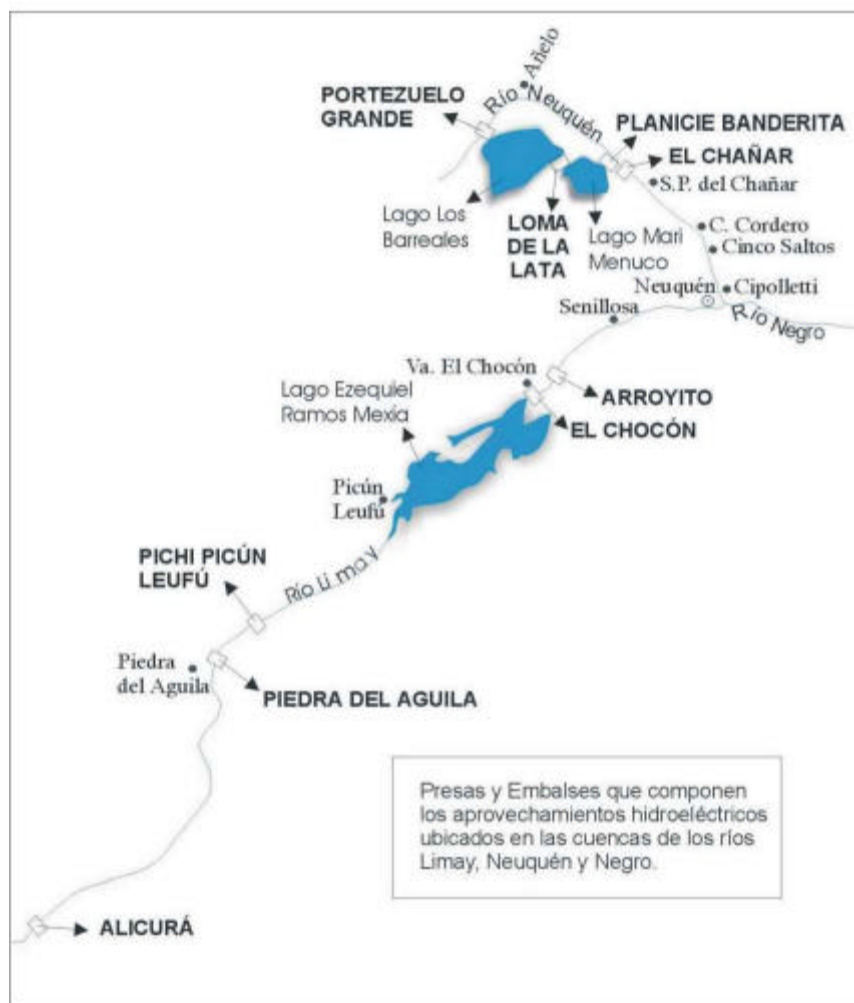 Añelo
Río Neuquén
PORTEZUELO
GRANDE
PLANICIE BANDERITA
EL CHAÑAR
S.P. del Chañar
Lago Los
Barreales
LOMA
DE LA
LATA
Lago Mari
Menuco
C. Cordero
Cinco Saltos
Neuquén
Cipolletti
Río Negro
Senillosa
Va. El Chocón
ARROYITO
Lago Ezequiel
Ramos Mexía
EL CHOCÓN
Picún
Leufú
Río Limay
PICHI PICÚN
LEUFÚ
Piedra
del Aguila
PIEDRA DEL AGUILA
Presas y Embalses que componen
los aprovechamientos hidroeléctricos
ubicados en las cuencas de los ríos
Limay, Neuquén y Negro.
ALICURÁ